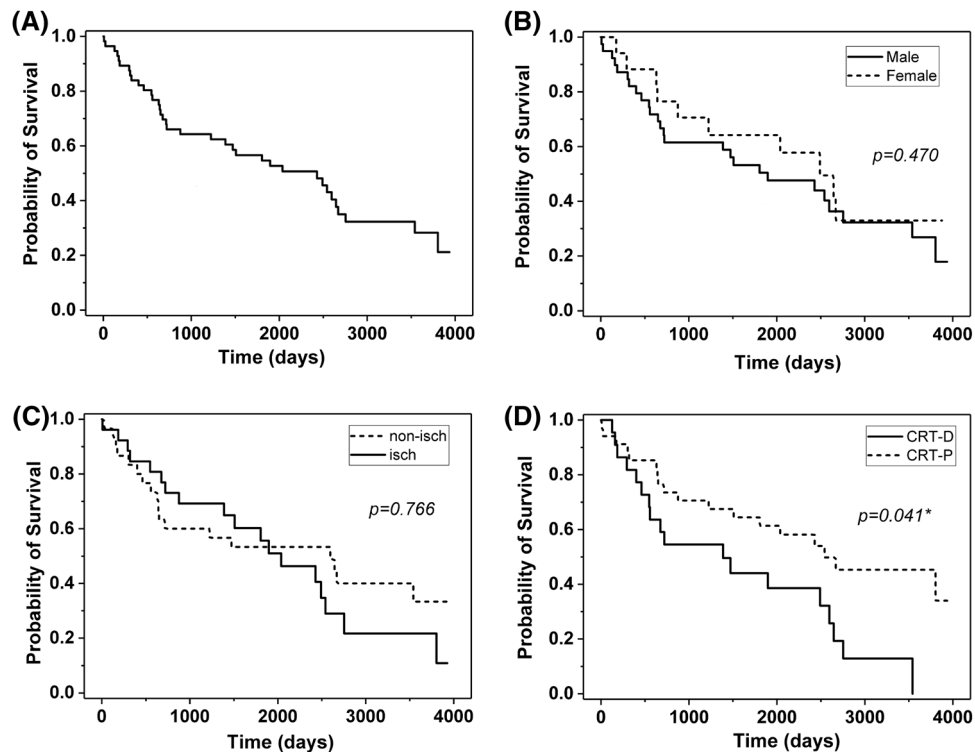 (A)
1.0
0.8
0.6
0.4
0.2
0.0
Probability of Survival
0 1000 2000 3000 4000
Time (days)
(B)
1.0
0.8
0.6
0.4
0.2
0.0
Probability of Survival
Male
Female
p=0.470
0 1000 2000 3000 4000
Time (days)
(C)
1.0
0.8
0.6
0.4
0.2
0.0
Probability of Survival
non-isch
isch
p=0.766
0 1000 2000 3000 4000
Time (days)
(D)
1.0
0.8
0.6
0.4
0.2
0.0
Probability of Survival
CRT-D
CRT-P
p=0.041*
0 1000 2000 3000 4000
Time (days)